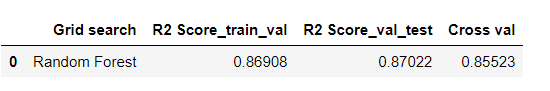 Grid search R2 Score_train_val R2 Score_val_test Cross val
0 Random Forest 0.86908 0.87022 0.85523